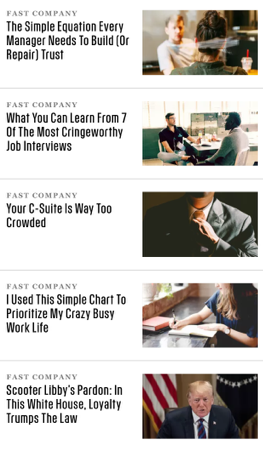 FAST COMPANY
The Simple Equation Every
Manager Needs To Build (Or
Repair) Trust
FAST COMPANY
What You Can Learn From 7
Of The Most Cringeworthy
Job Interviews
FAST COMPANY
Your C-Suite Is Way Too
Crowded
FAST COMPANY
I Used This Simple Chart To
Prioritize My Crazy Busy
Work Life
FAST COMPANY
Scooter Libby's Pardon: In
This White House, Loyalty
Trumps The Law